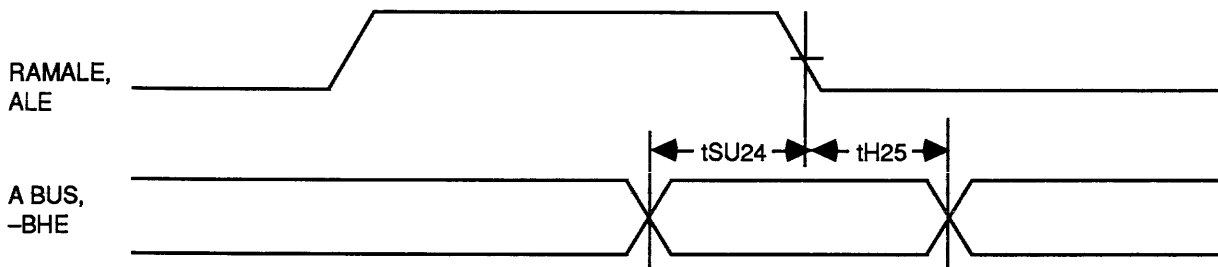 RAMALE,
ALE
tSU24
tH25
A BUS,
–BHE